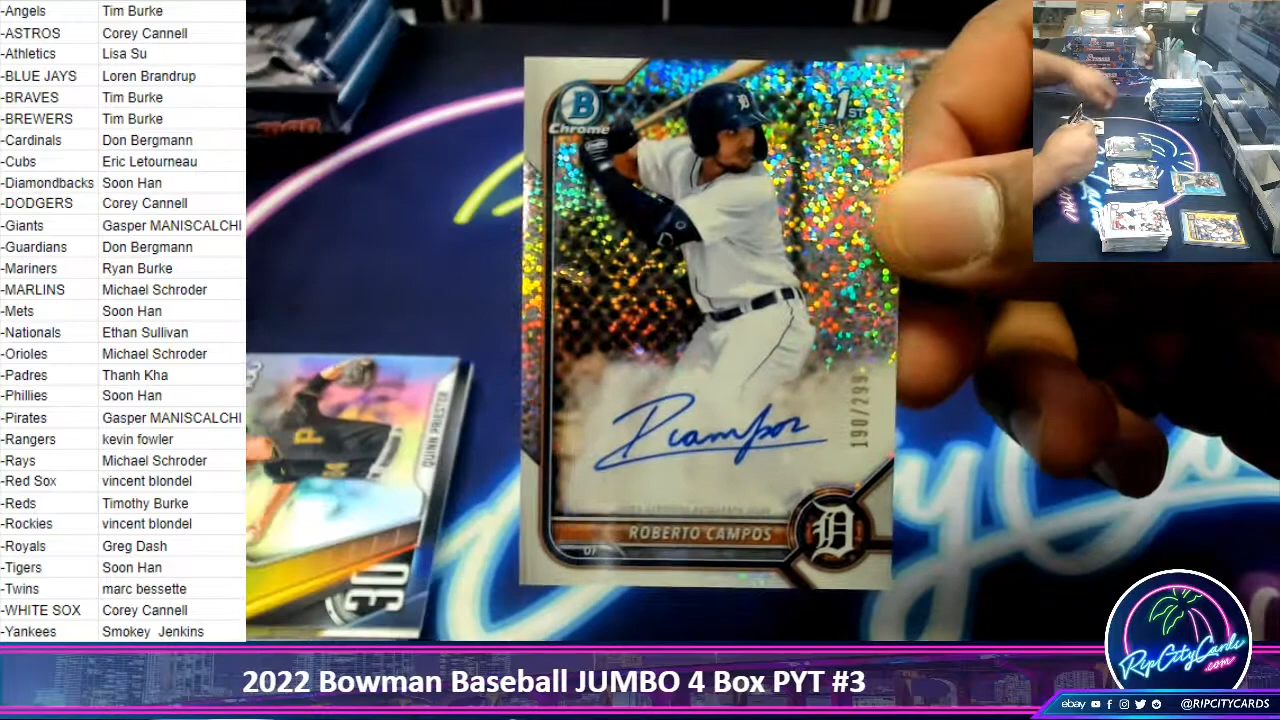 -Angels Tim Burke
-ASTROS Corey Cannell
-Athletics Lisa Su
-BLUE JAYS Loren Brandrup
-BRAVES Tim Burke
-BREWERS Tim Burke
-Cardinals Don Bergmann
-Cubs Eric Letourneau
-Diamondbacks Soon Han
-DODGERS Corey Cannell
-Giants Gasper MANISCALCHI
-Guardians Don Bergmann
-Mariners Ryan Burke
-MARLINS Michael Schroder
-Mets Soon Han
-Nationals Ethan Sullivan
-Orioles Michael Schroder
-Padres Thanh Kha
-Phillies Soon Han
-Pirates Gasper MANISCALCHI
-Rangers kevin fowler
-Rays Michael Schroder
-Red Sox vincent blondel
-Reds Timothy Burke
-Rockies vincent blondel
-Royals Greg Dash
-Tigers Soon Han
-Twins marc bessette
-WHITE SOX Corey Cannell
-Yankees Smokey Jenkins
B
Chrome
1ST
D
190/299
ROBERTO CAMPOS
OF
D
P
QUINN PRIESTER
2022 Bowman Baseball JUMBO 4 Box PYT #3
RipCityCards
.com
ebay @RIPCITYCARDS